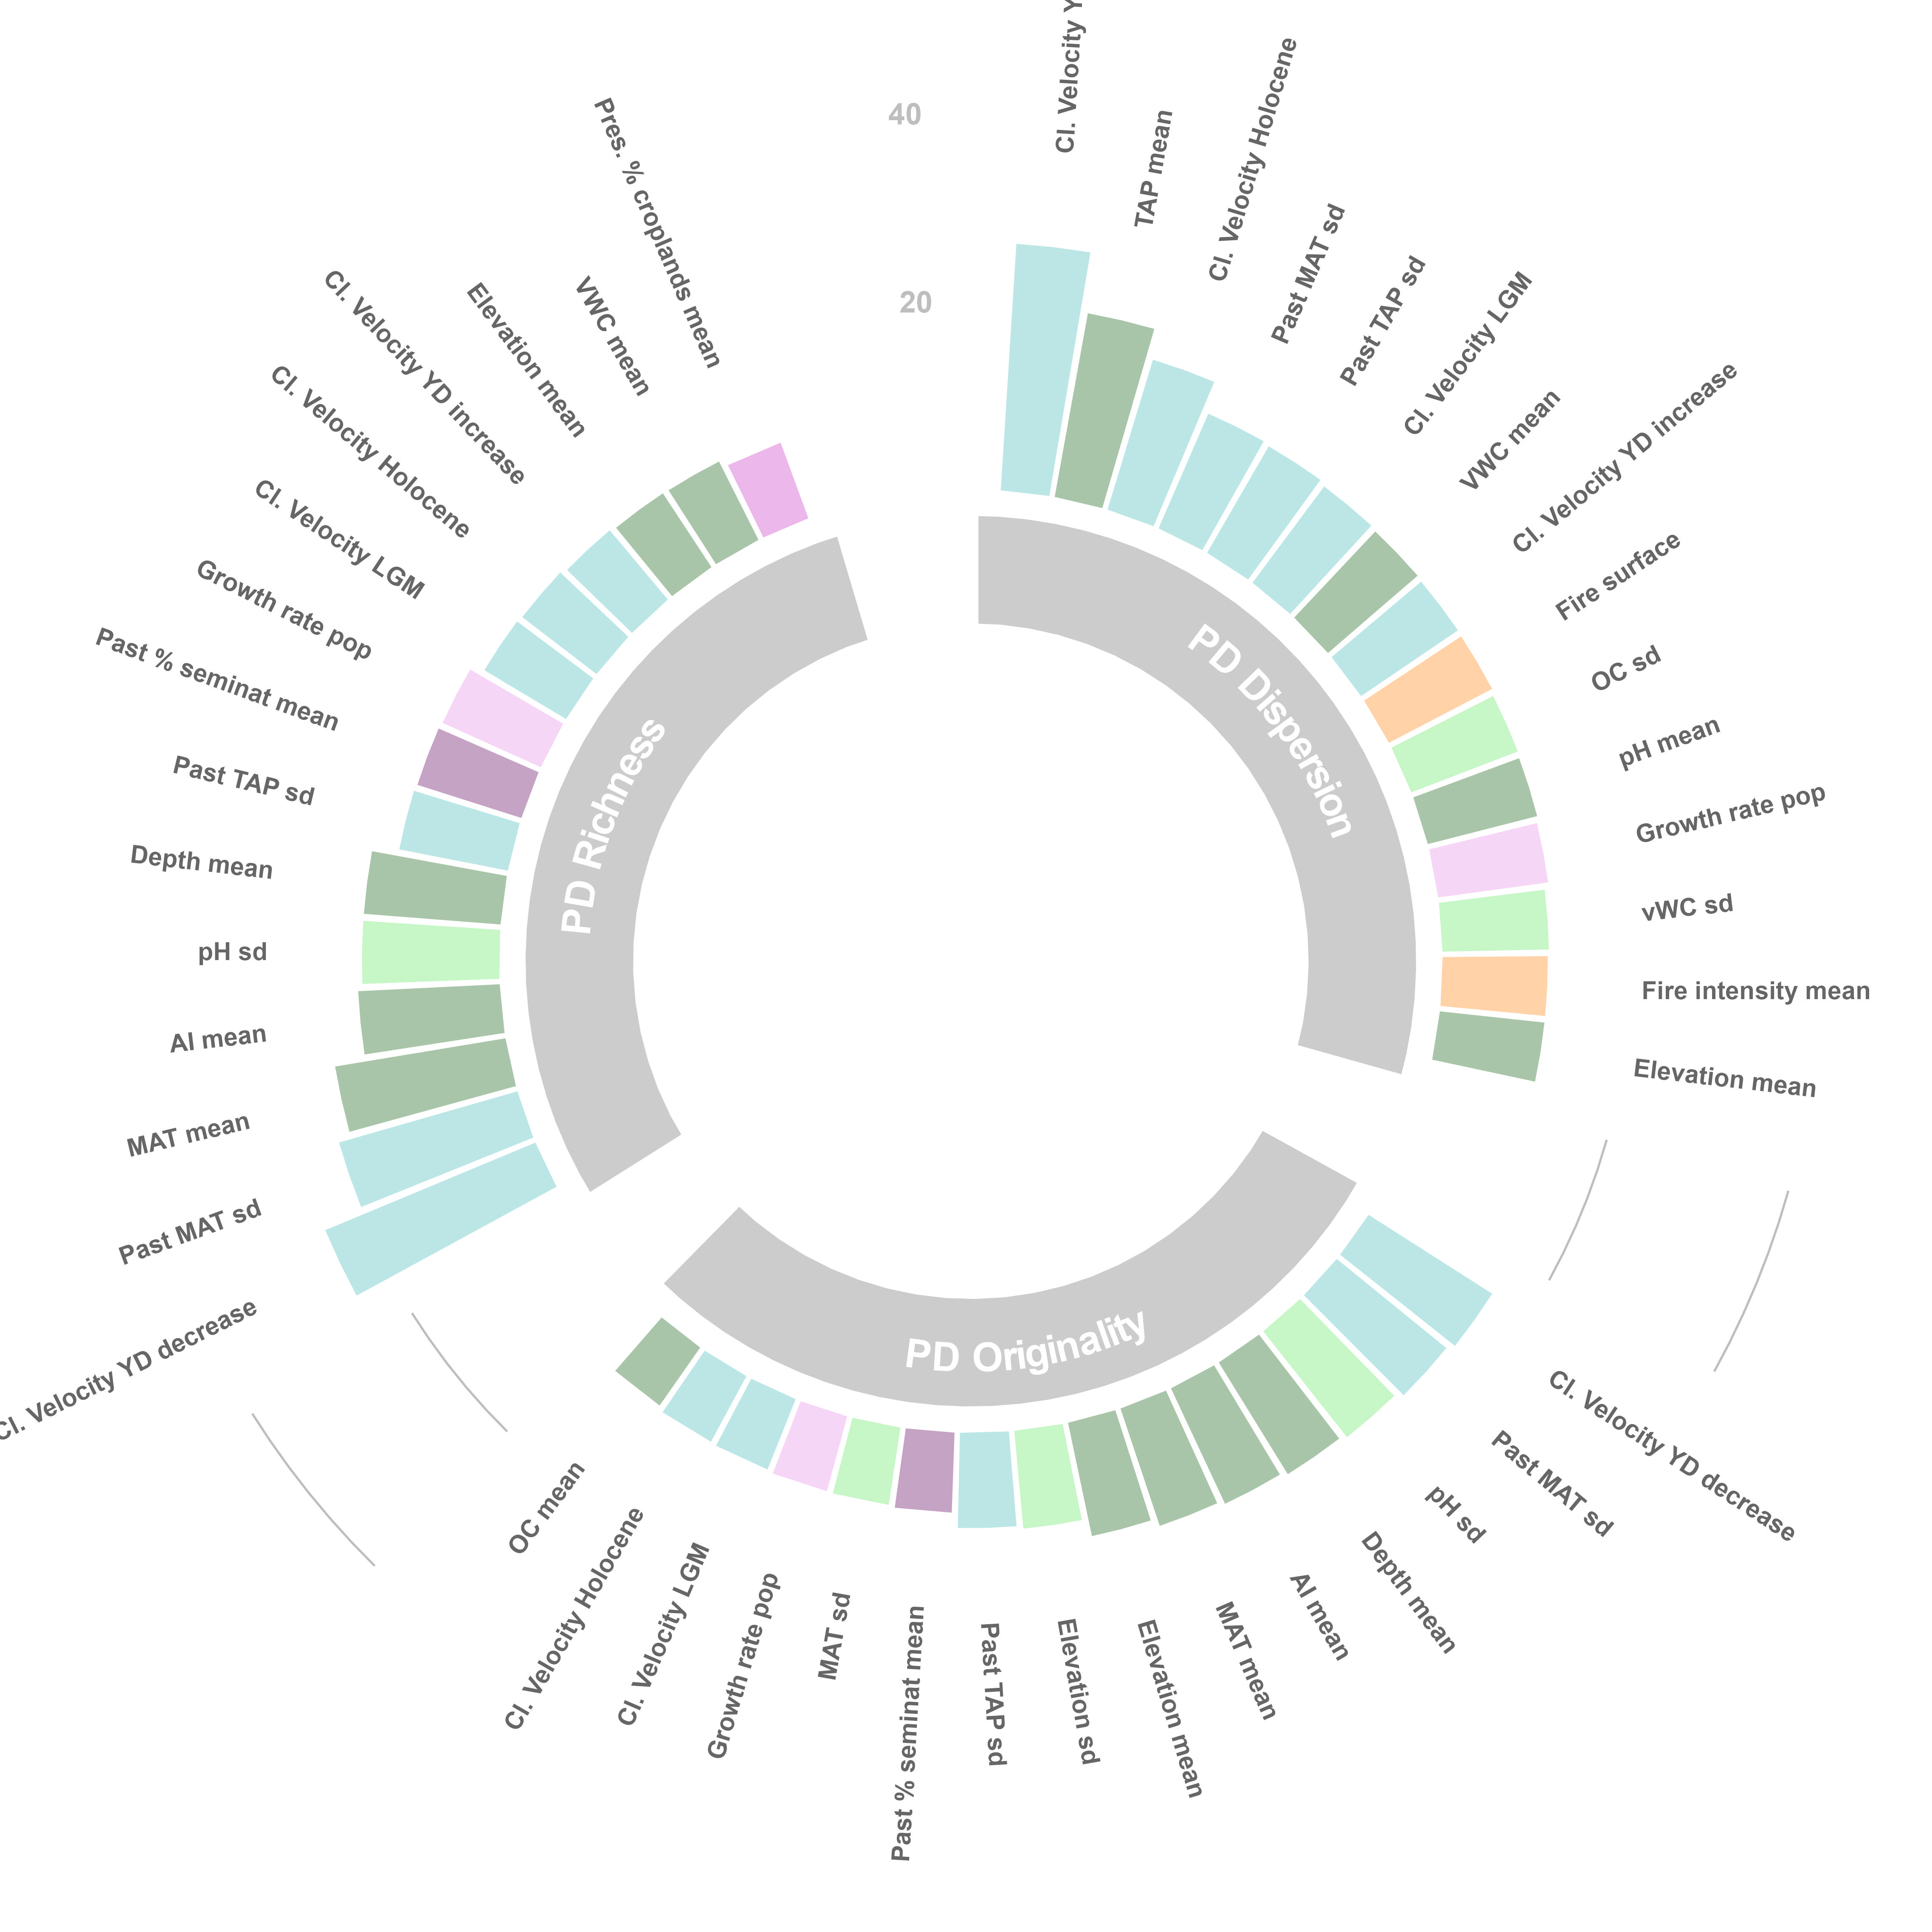 40
20
Cl. Velocity Y
TAP mean
Cl. Velocity Holocene
Past MAT sd
Past TAP sd
Cl. Velocity LGM
VWC mean
Cl. Velocity YD increase
Fire surface
OC sd
pH mean
Growth rate pop
vWC sd
Fire intensity mean
Elevation mean
PD Dispersion
Cl. Velocity YD decrease
Past MAT sd
pH sd
Depth mean
AI mean
MAT mean
Elevation mean
Elevation sd
Past TAP sd
Past % seminat mean
MAT sd
Growth rate pop
Cl. Velocity LGM
Cl. Velocity Holocene
OC mean
PD Originality
Cl. Velocity YD decrease
Past MAT sd
MAT mean
AI mean
pH sd
Depth mean
Past TAP sd
Past % seminat mean
Growth rate pop
Cl. Velocity LGM
Cl. Velocity Holocene
Cl. Velocity YD increase
Elevation mean
VWC mean
Pres. % croplands mean
PD Richness